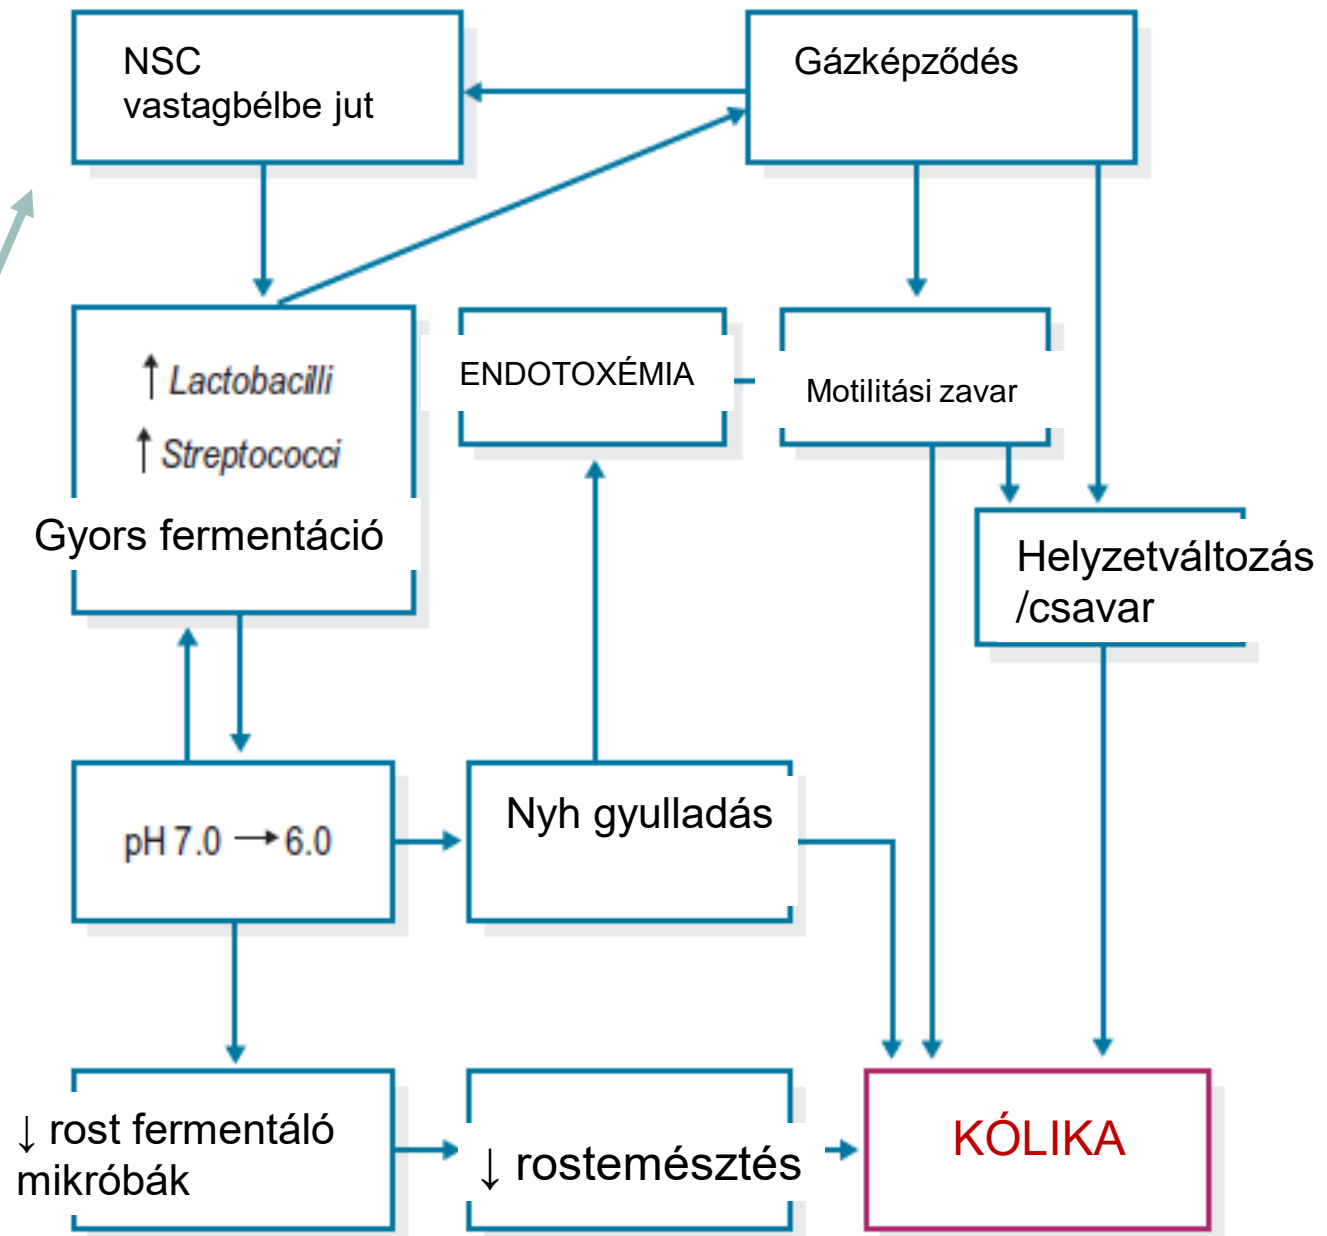 NSC
vastagbélbe jut
Gázképződés
↑ Lactobacilli
↑ Streptococci
Gyors fermentáció
ENDOTOXÉMIA
Motilitási zavar
Helyzetváltozás
/csavar
pH 7.0 → 6.0
Nyh gyulladás
↓ rost fermentáló
mikróbák
↓ rostemésztés
KÓLIKA